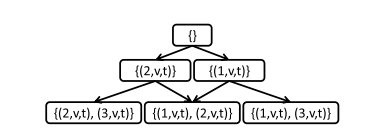 {}
{(2,v,t)} {(1,v,t)}
{(2,v,t), (3,v,t)} {(1,v,t), (2,v,t)} {(1,v,t), (3,v,t)}